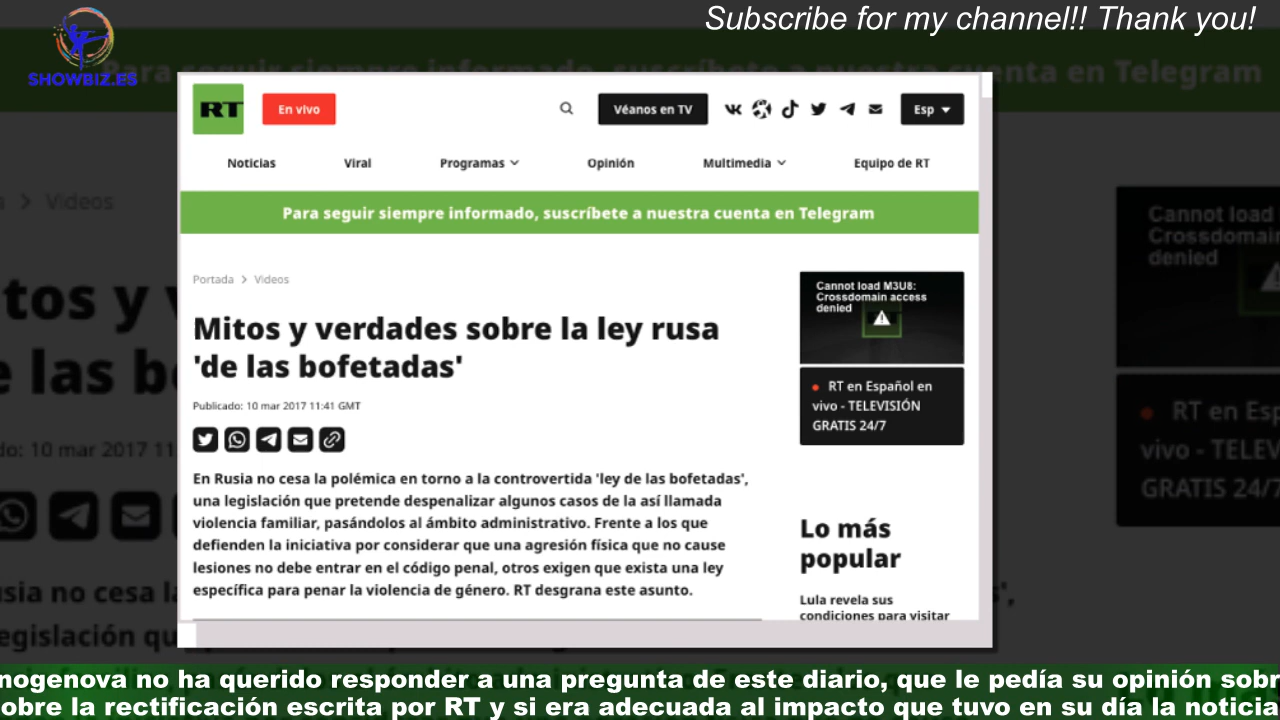 Subscribe for my channel!! Thank you!
SHOWBIZ.ES
RT
En vivo
Véanos en TV
Esp
Noticias
Viral
Programas
Opinión
Multimedia
Equipo de RT
Para seguir siempre informado, suscríbete a nuestra cuenta en Telegram
Portada > Videos
Mitos y verdades sobre la ley rusa
'de las bofetadas'
Publicado: 10 mar 2017 11:41 GMT
En Rusia no cesa la polémica en torno a la controvertida 'ley de las bofetadas',
una legislación que pretende despenalizar algunos casos de la así llamada
violencia familiar, pasándolos al ámbito administrativo. Frente a los que
defienden la iniciativa por considerar que una agresión física que no cause
lesiones no debe entrar en el código penal, otros exigen que exista una ley
específica para penar la violencia de género. RT desgrana este asunto.
Cannot load M3U8:
Crossdomain access
denied
RT en Español en
vivo - TELEVISIÓN
GRATIS 24/7
Lo más
popular
Lula revela sus
condiciones para visitar
nogenova no ha querido responder a una pregunta de este diario, que le pedía su opinión sobr
obre la rectificación escrita por RT y si era adecuada al impacto que tuvo en su día la noticia